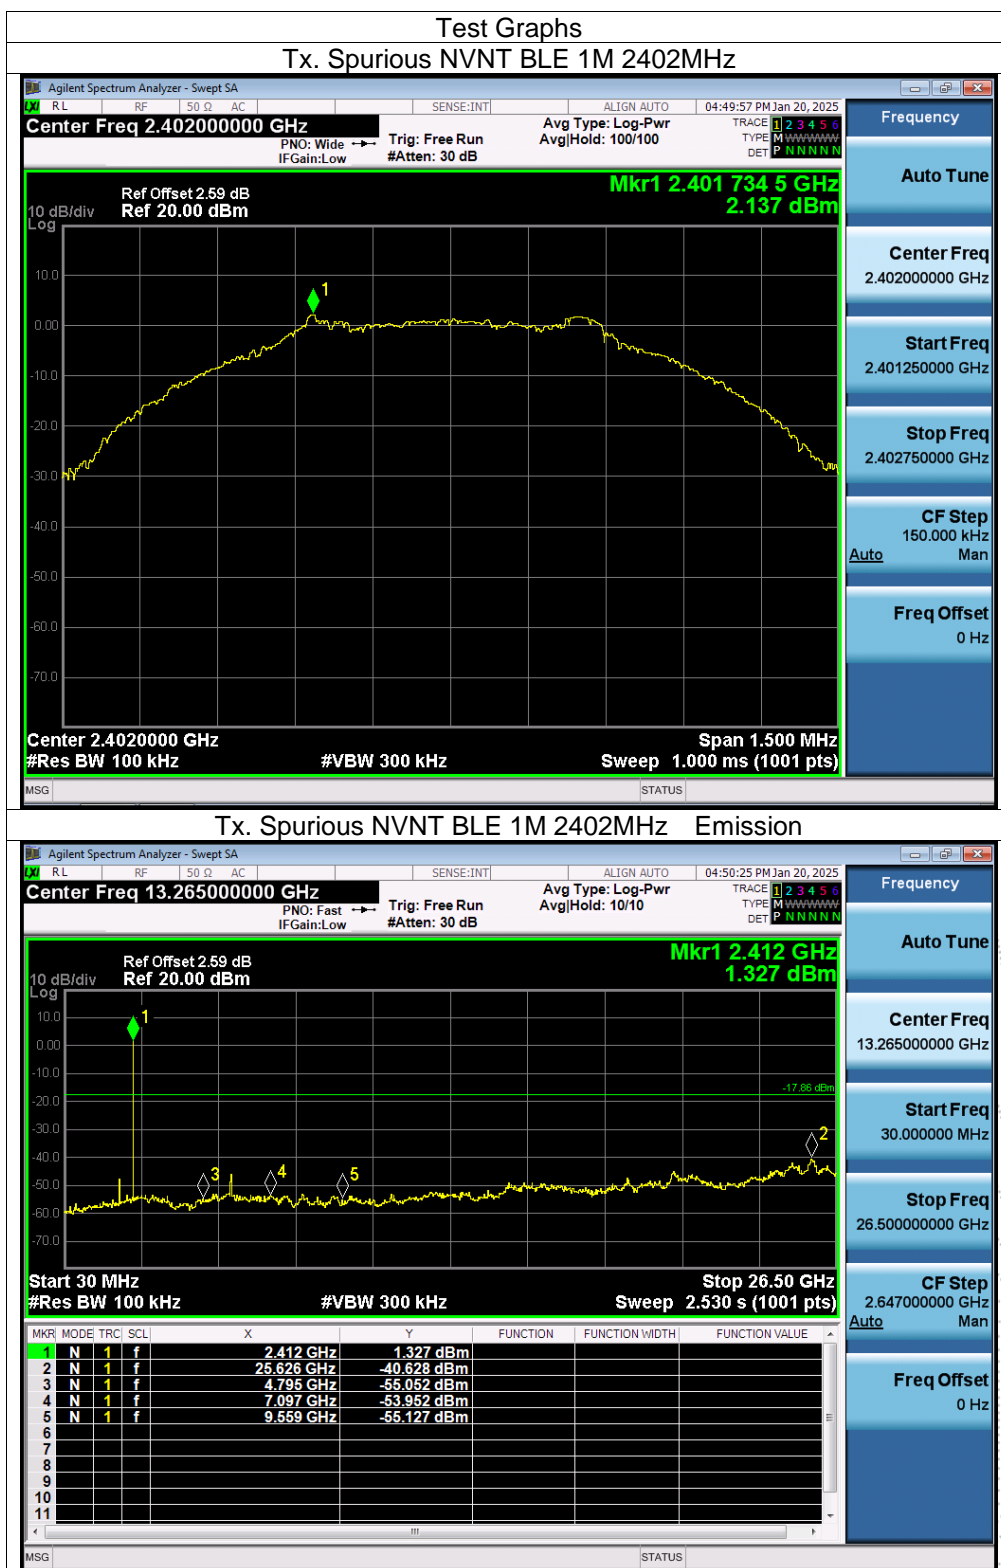 Test Graphs
Tx. Spurious NVNT BLE 1M 2402MHz
Agilent Spectrum Analyzer - Swept SA
LXI RL RF 50 Ω AC SENSE:INT ALIGN AUTO 04:49:57 PM Jan 20, 2025
Center Freq 2.402000000 GHz
PNO: Wide
IFGain:Low
Trig: Free Run
#Atten: 30 dB
Avg Type: Log-Pwr
Avg|Hold: 100/100
TRACE 1 2 3 4 5 6
TYPE M WWWWW
DET P N N N N N
Mkr1 2.401 734 5 GHz
2.137 dBm
Ref Offset 2.59 dB
10 dB/div Ref 20.00 dBm
Log
1
10.0
0.00
-10.0
-20.0
-30.0
-40.0
-50.0
-60.0
-70.0
Center 2.4020000 GHz Span 1.500 MHz
#Res BW 100 kHz #VBW 300 kHz Sweep 1.000 ms (1001 pts)
MSG STATUS
Frequency
Auto Tune
Center Freq
2.402000000 GHz
Start Freq
2.401250000 GHz
Stop Freq
2.402750000 GHz
CF Step
150.000 kHz
Auto Man
Freq Offset
0 Hz
Tx. Spurious NVNT BLE 1M 2402MHz Emission
Agilent Spectrum Analyzer - Swept SA
LXI RL RF 50 Ω AC SENSE:INT ALIGN AUTO 04:50:25 PM Jan 20, 2025
Center Freq 13.265000000 GHz
PNO: Fast
IFGain:Low
Trig: Free Run
#Atten: 30 dB
Avg Type: Log-Pwr
Avg|Hold: 10/10
TRACE 1 2 3 4 5 6
TYPE M WWWWW
DET P N N N N N
Mkr1 2.412 GHz
1.327 dBm
Ref Offset 2.59 dB
10 dB/div Ref 20.00 dBm
Log
10.0
0.00
-10.0
-20.0
-30.0
-40.0
-50.0
-60.0
-70.0
1
-17.86 dBm
2
3
4
5
Start 30 MHz Stop 26.50 GHz
#Res BW 100 kHz #VBW 300 kHz Sweep 2.530 s (1001 pts)
MKR MODE TRC SCL X Y FUNCTION FUNCTION WIDTH FUNCTION VALUE
1 N 1 f 2.412 GHz 1.327 dBm
2 N 1 f 25.626 GHz -40.628 dBm
3 N 1 f 4.795 GHz -55.052 dBm
4 N 1 f 7.097 GHz -53.952 dBm
5 N 1 f 9.559 GHz -55.127 dBm
6
7
8
9
10
11
MSG STATUS
Frequency
Auto Tune
Center Freq
13.265000000 GHz
Start Freq
30.000000 MHz
Stop Freq
26.500000000 GHz
CF Step
2.647000000 GHz
Auto Man
Freq Offset
0 Hz